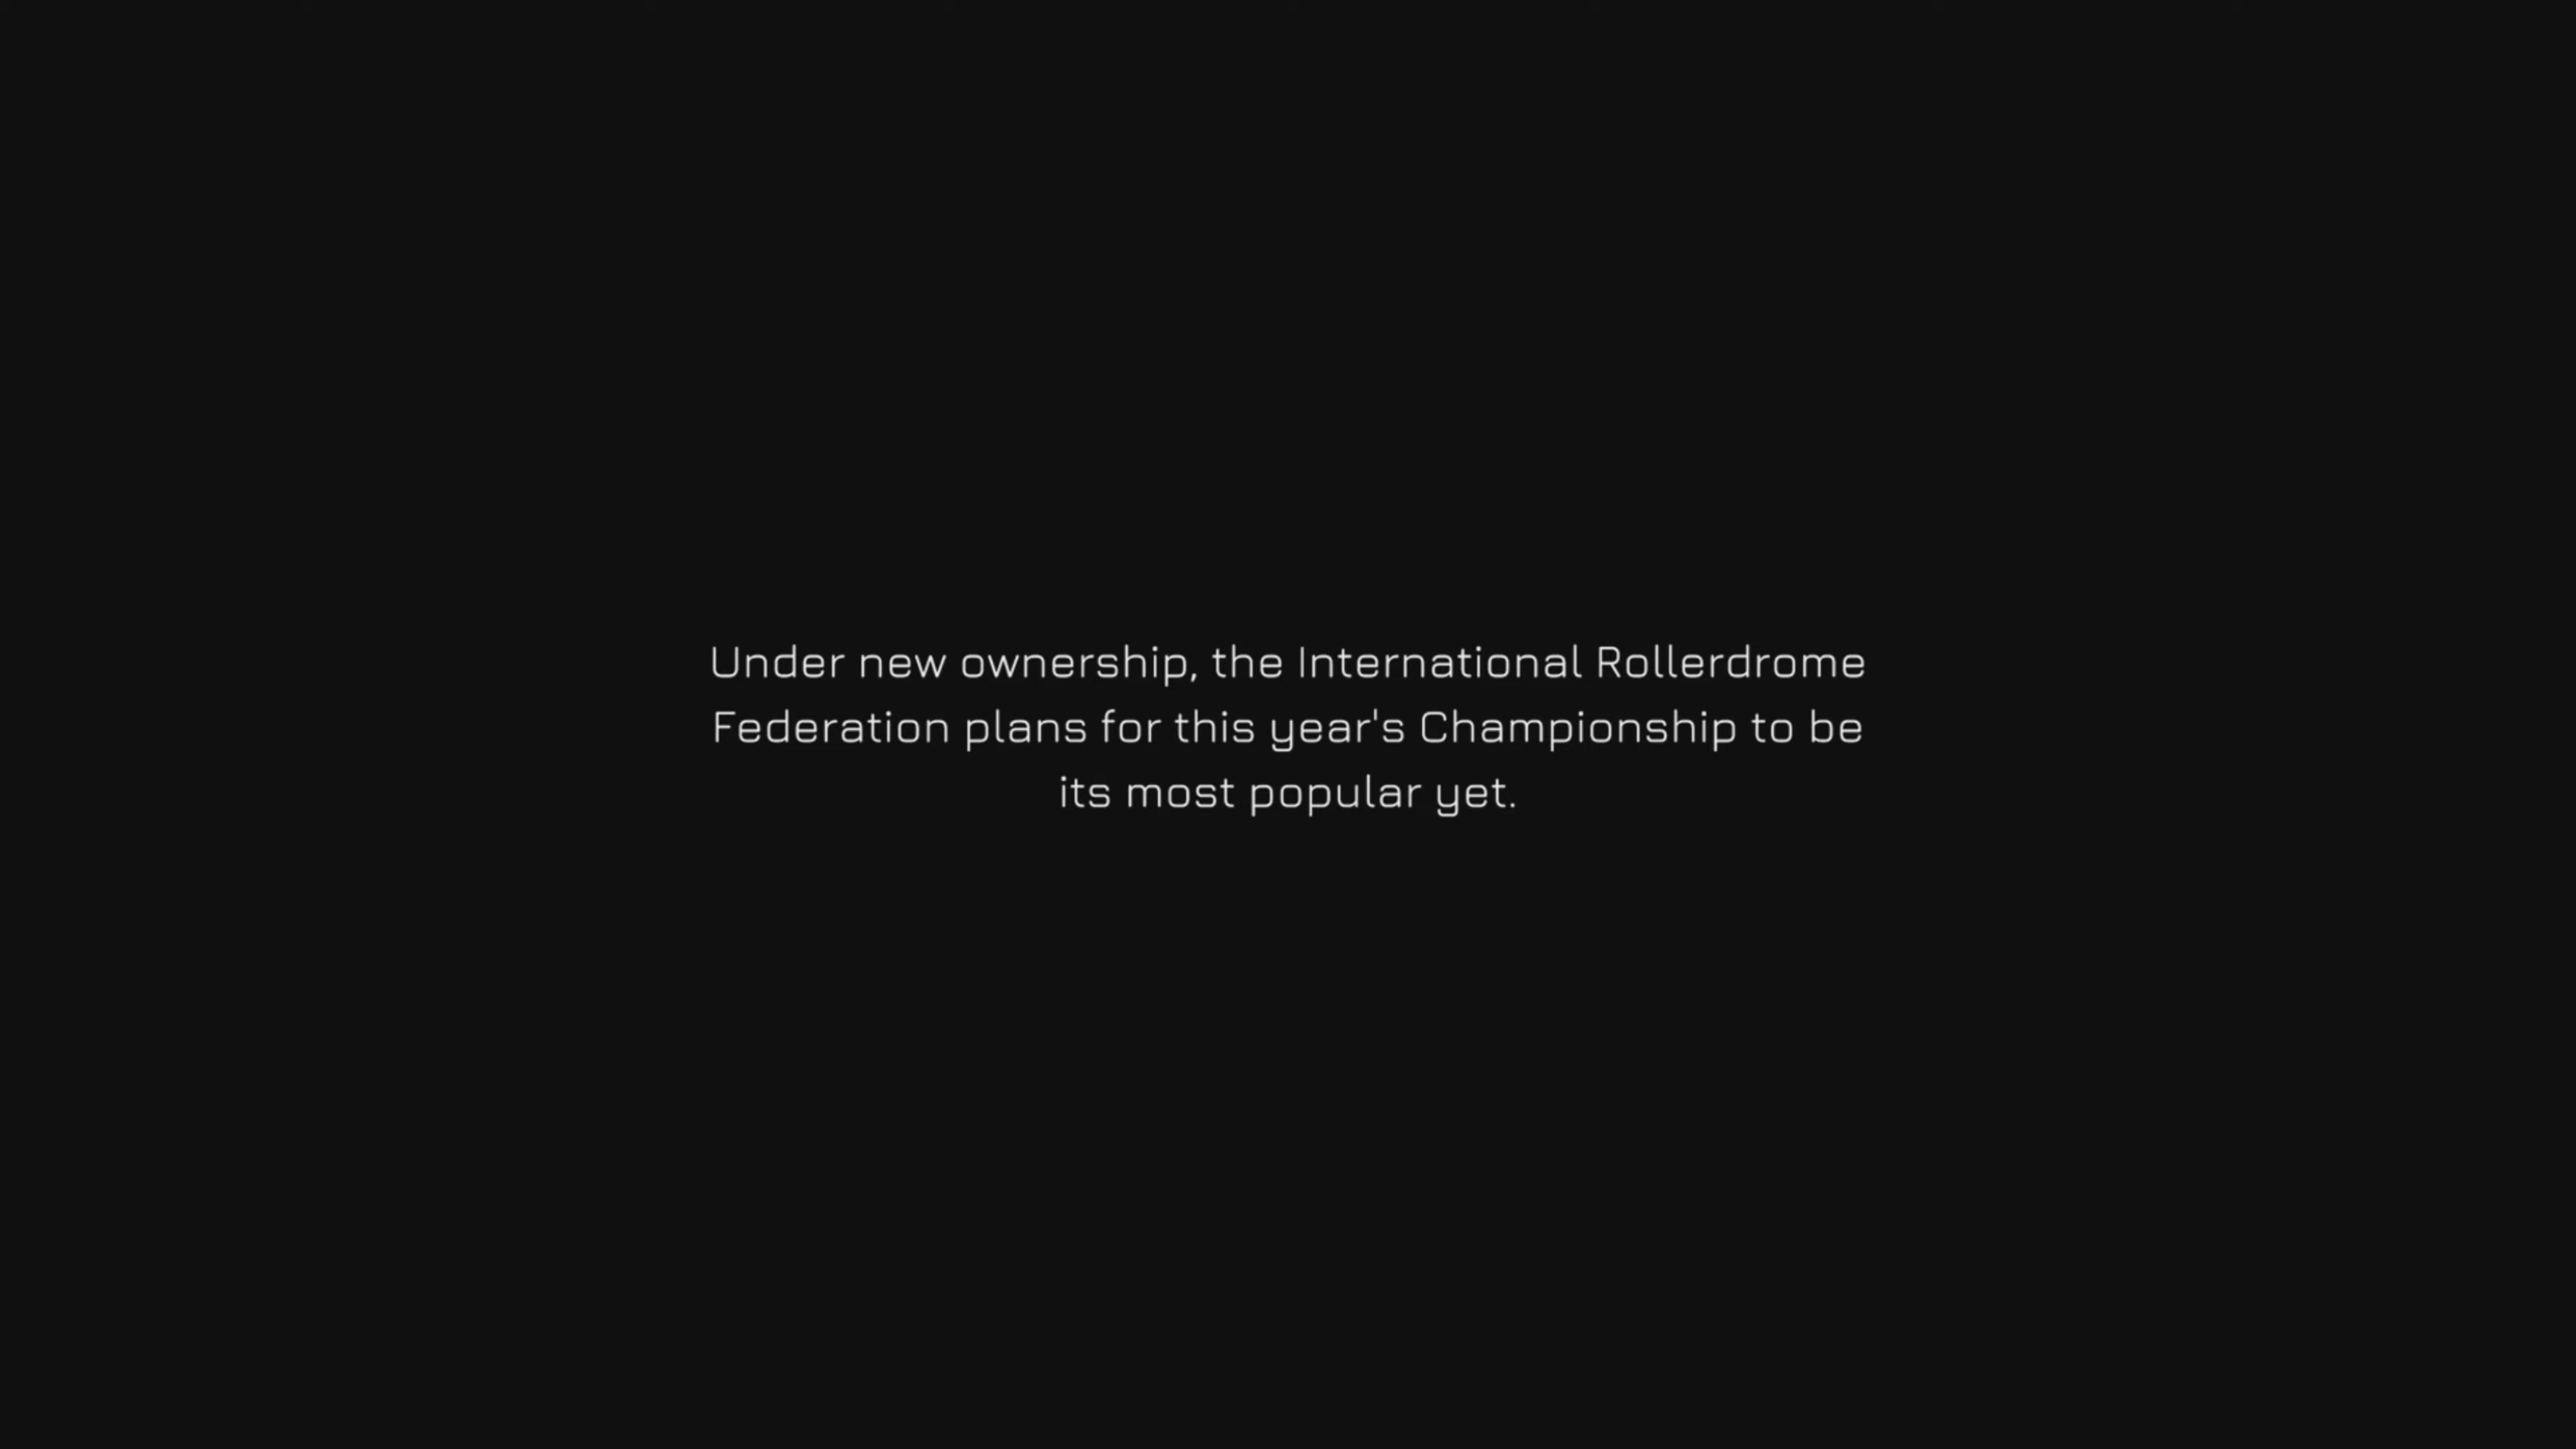 Under new ownership, the International Rollerdrome
Federation plans for this year's Championship to be
its most popular yet.